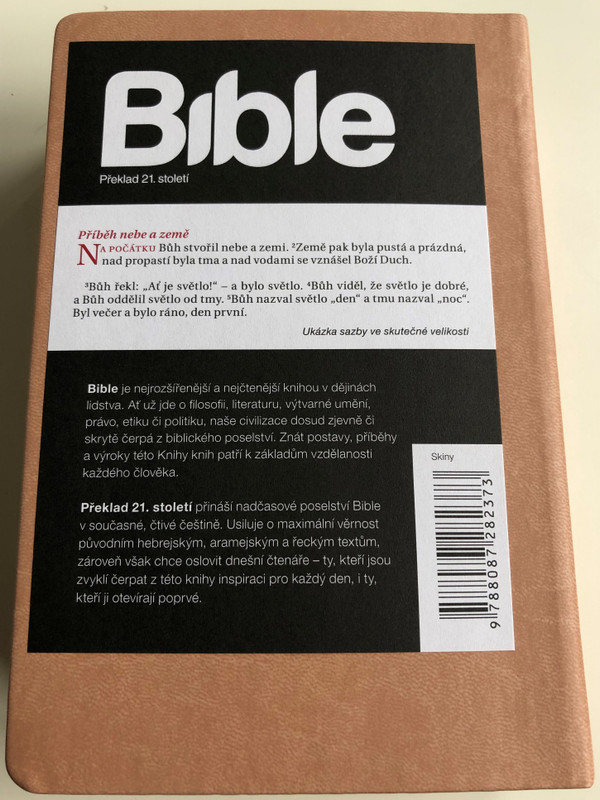 Bible
Překlad 21. století
Příběh nebe a země
NA POČÁTKU Bůh stvořil nebe a zemi. ²Země pak byla pustá a prázdná,
nad propastí byla tma a nad vodami se vznášel Boží Duch.
³Bůh řekl: „Ať je světlo!“ – a bylo světlo. ⁴Bůh viděl, že světlo je dobré,
a Bůh oddělil světlo od tmy. ⁵Bůh nazval světlo „den“ a tmu nazval „noc“.
Byl večer a bylo ráno, den první.
Ukázka sazby ve skutečné velikosti
Bible je nejrozšířenější a nejčtenější knihou v dějinách
lidstva. Ať už jde o filosofii, literaturu, výtvarné umění,
právo, etiku či politiku, naše civilizace dosud zjevně či
skrytě čerpá z biblického poselství. Znát postavy, příběhy
a výroky této Knihy knih patří k základům vzdělanosti
každého člověka.
Překlad 21. století přináší nadčasové poselství Bible
v současné, čtivé češtině. Usiluje o maximální věrnost
původním hebrejským, aramejským a řeckým textům,
zároveň však chce oslovit dnešní čtenáře – ty, kteří jsou
zvyklí čerpat z této knihy inspiraci pro každý den, i ty,
kteří ji otevírají poprvé.
Skiny
9 788087 282373